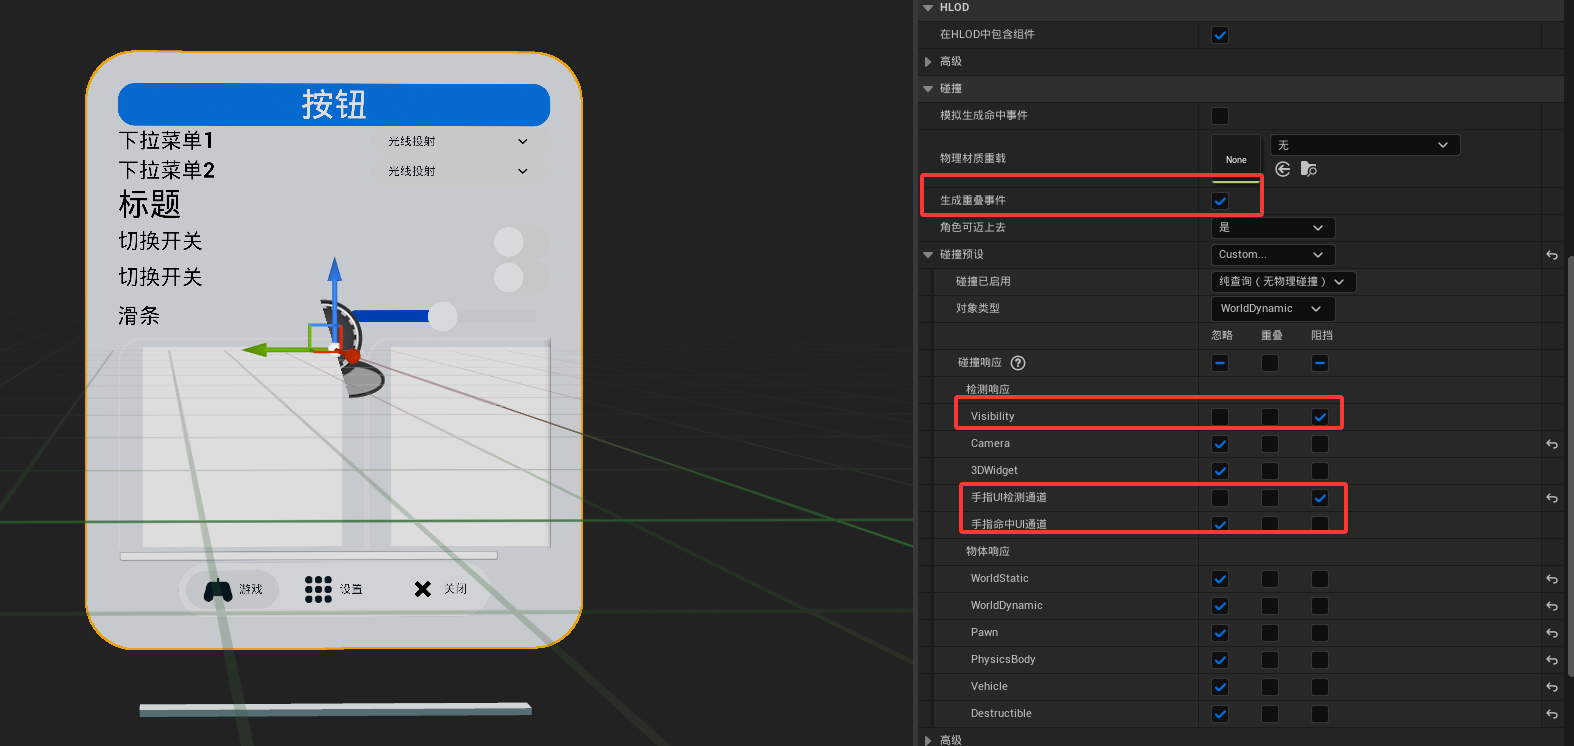 按钮
下拉菜单1
光线投射
下拉菜单2
光线投射
标题
切换开关
切换开关
滑条
游戏
设置
关闭
HLOD
在HLOD中包含组件
高级
碰撞
模拟生成命中事件
物理材质重载
None
无
生成重叠事件
角色可迈上去
是
碰撞预设
Custom...
碰撞已启用
纯查询（无物理碰撞）
对象类型
WorldDynamic
忽略 重叠 阻挡
碰撞响应
检测响应
Visibility
Camera
3DWidget
手指UI检测通道
手指命中UI通道
物体响应
WorldStatic
WorldDynamic
Pawn
PhysicsBody
Vehicle
Destructible
高级